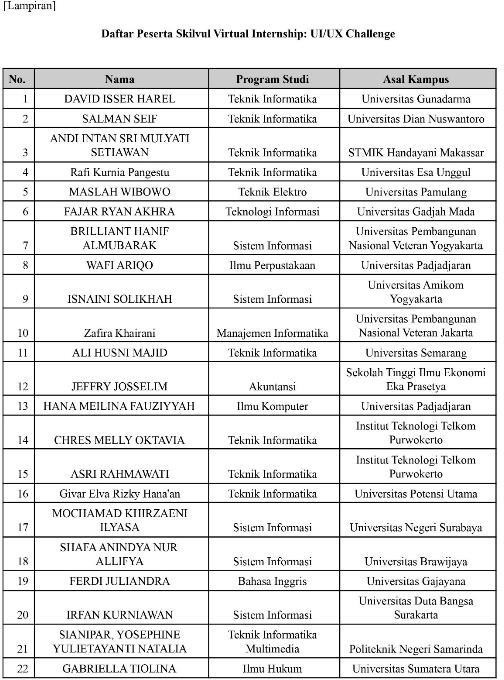 [Lampiran]
Daftar Peserta Skilvul Virtual Internship: UI/UX Challenge
No. Nama Program Studi Asal Kampus
1 DAVID ISSER HAREL Teknik Informatika Universitas Gunadarma
2 SALMAN SEIF Teknik Informatika Universitas Dian Nuswantoro
ANDI INTAN SRI MULYATI
3 SETIAWAN Teknik Informatika STMIK Handayani Makassar
4 Rafi Kurnia Pangestu Teknik Informatika Universitas Esa Unggul
5 MASLAH WIBOWO Teknik Elektro Universitas Pamulang
6 FAJAR RYAN AKHRA Teknologi Informasi Universitas Gadjah Mada
BRILLIANT HANIF Universitas Pembangunan
7 ALMUBARAK Sistem Informasi Nasional Veteran Yogyakarta
8 WAFI ARIQO Ilmu Perpustakaan Universitas Padjadjaran
Universitas Amikom
9 ISNAINI SOLIKHAH Sistem Informasi Yogyakarta
Universitas Pembangunan
10 Zafira Khairani Manajemen Informatika Nasional Veteran Jakarta
11 ALI HUSNI MAJID Teknik Informatika Universitas Semarang
Sekolah Tinggi Ilmu Ekonomi
12 JEFFRY JOSSELIM Akuntansi Eka Prasetya
13 HANA MEILINA FAUZIYYAH Ilmu Komputer Universitas Padjadjaran
Institut Teknologi Telkom
14 CHRES MELLY OKTAVIA Teknik Informatika Purwokerto
Institut Teknologi Telkom
15 ASRI RAHMAWATI Teknik Informatika Purwokerto
16 Givar Elva Rizky Hana'an Teknik Informatika Universitas Potensi Utama
MOCHAMAD KHIRZAENI
17 ILYASA Sistem Informasi Universitas Negeri Surabaya
SHAFA ANINDYA NUR
18 ALLIFYA Sistem Informasi Universitas Brawijaya
19 FERDI JULIANDRA Bahasa Inggris Universitas Gajayana
Universitas Duta Bangsa
20 IRFAN KURNIAWAN Sistem Informasi Surakarta
SIANIPAR, YOSEPHINE Teknik Informatika
21 YULIETAYANTI NATALIA Multimedia Politeknik Negeri Samarinda
22 GABRIELLA TIOLINA Ilmu Hukum Universitas Sumatera Utara